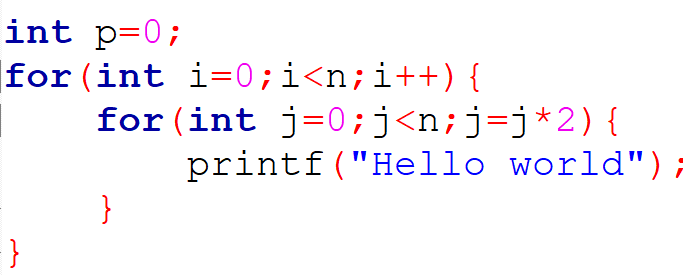 int p=0;
for(int i=0;i<n;i++){
    for(int j=0;j<n;j=j*2){
        printf("Hello world");
    }
}